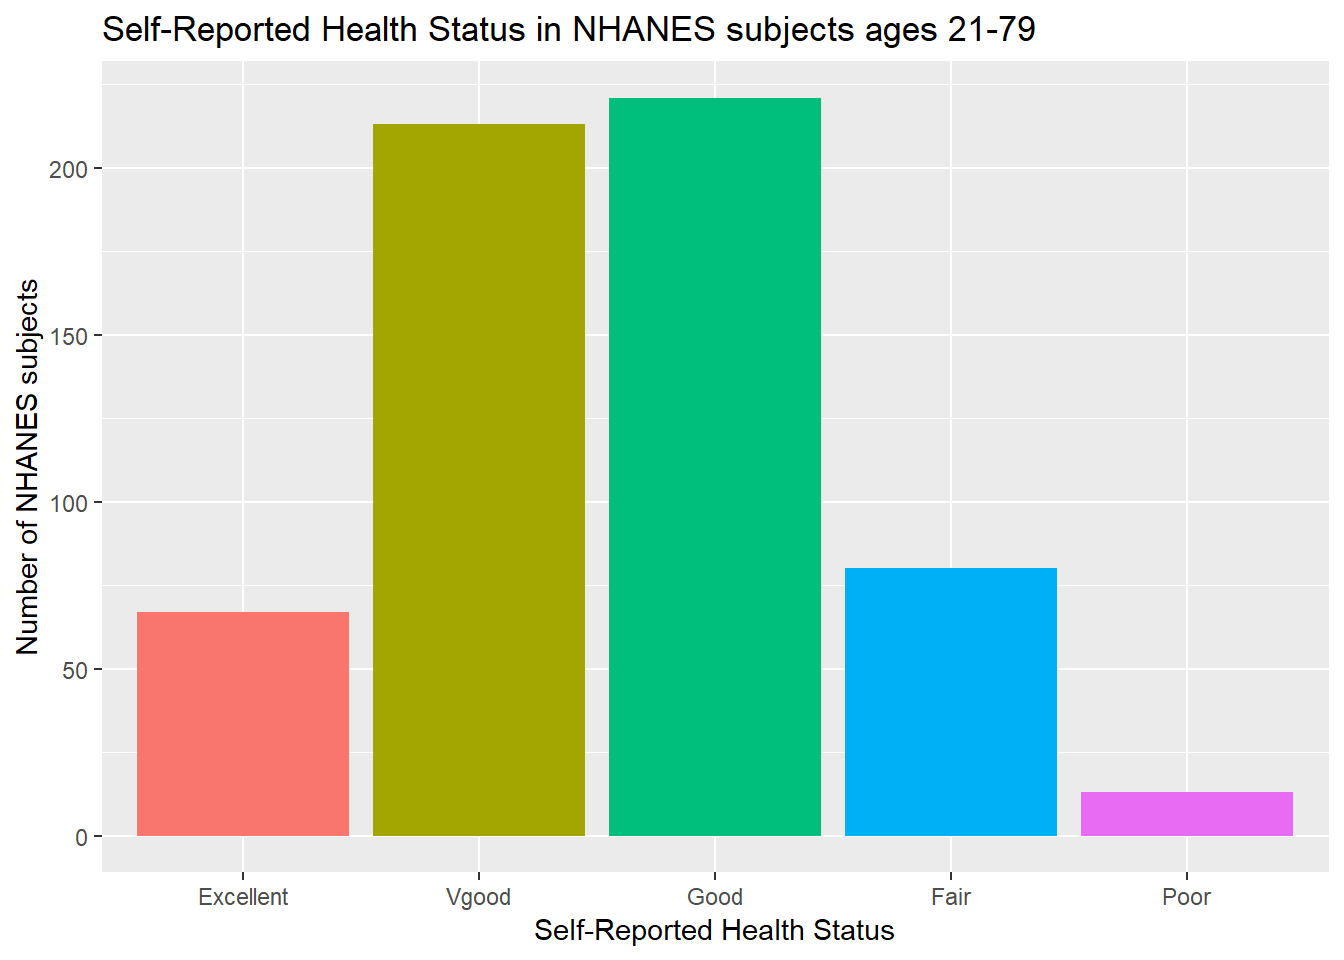 Self-Reported Health Status in NHANES subjects ages 21-79
Number of NHANES subjects
200
150
100
50
0
Excellent Vgood Good Fair Poor
Self-Reported Health Status